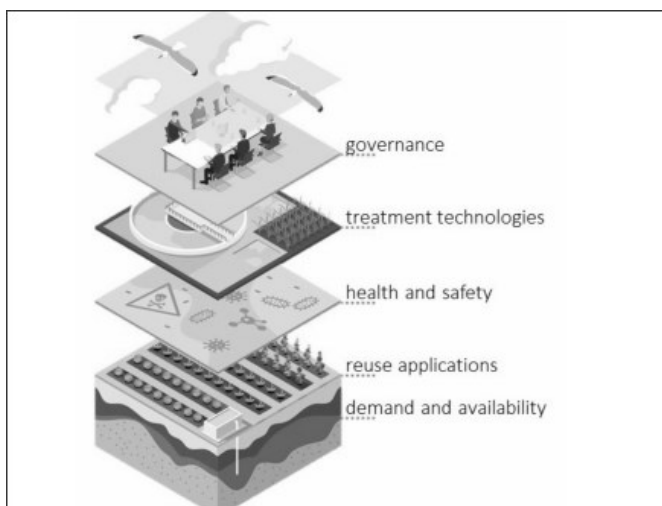 governance
treatment technologies
health and safety
reuse applications
demand and availability